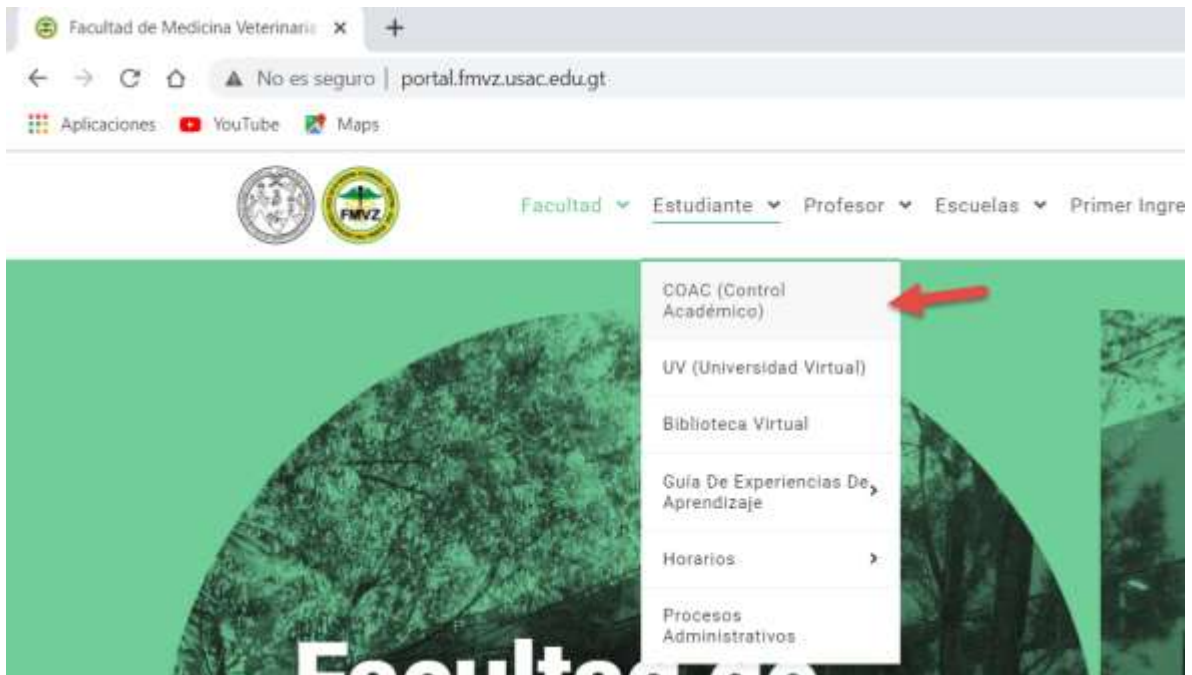 Facultad de Medicina Veterinaria
No es seguro | portal.fmvz.usac.edu.gt
Aplicaciones YouTube Maps
FMVZ
Facultad Estudiante Profesor Escuelas Primer Ingre
COAC (Control
Académico)
UV (Universidad Virtual)
Biblioteca Virtual
Guía De Experiencias De
Aprendizaje
Horarios
Procesos
Administrativos
Facultad de